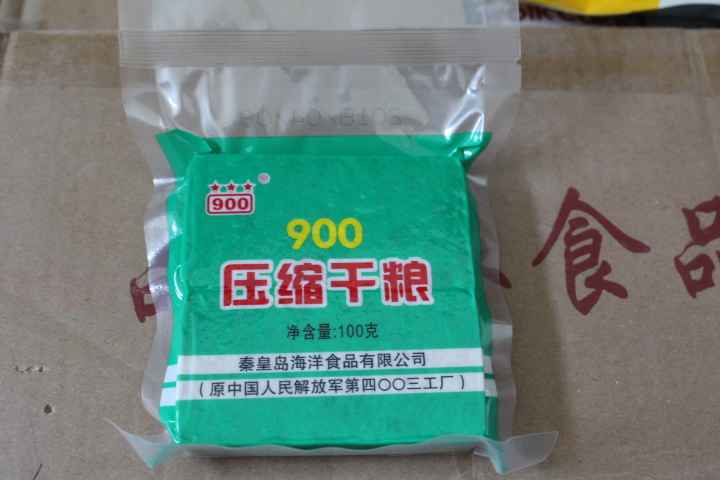 900
900
压缩干粮
净含量:100克
秦皇岛海洋食品有限公司
（原中国人民解放军第四〇〇三工厂）
食品